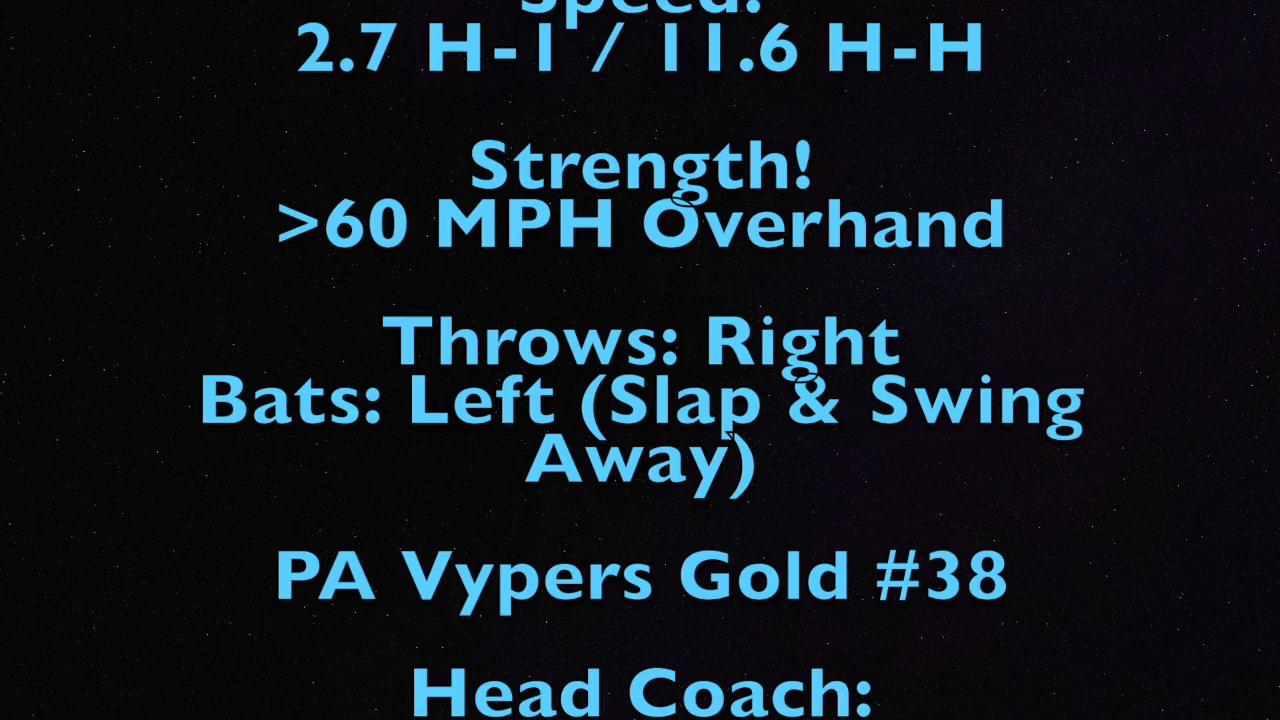 Speed!
2.7 H-1 / 11.6 H-H
Strength!
>60 MPH Overhand
Throws: Right
Bats: Left (Slap & Swing
Away)
PA Vypers Gold #38
Head Coach: